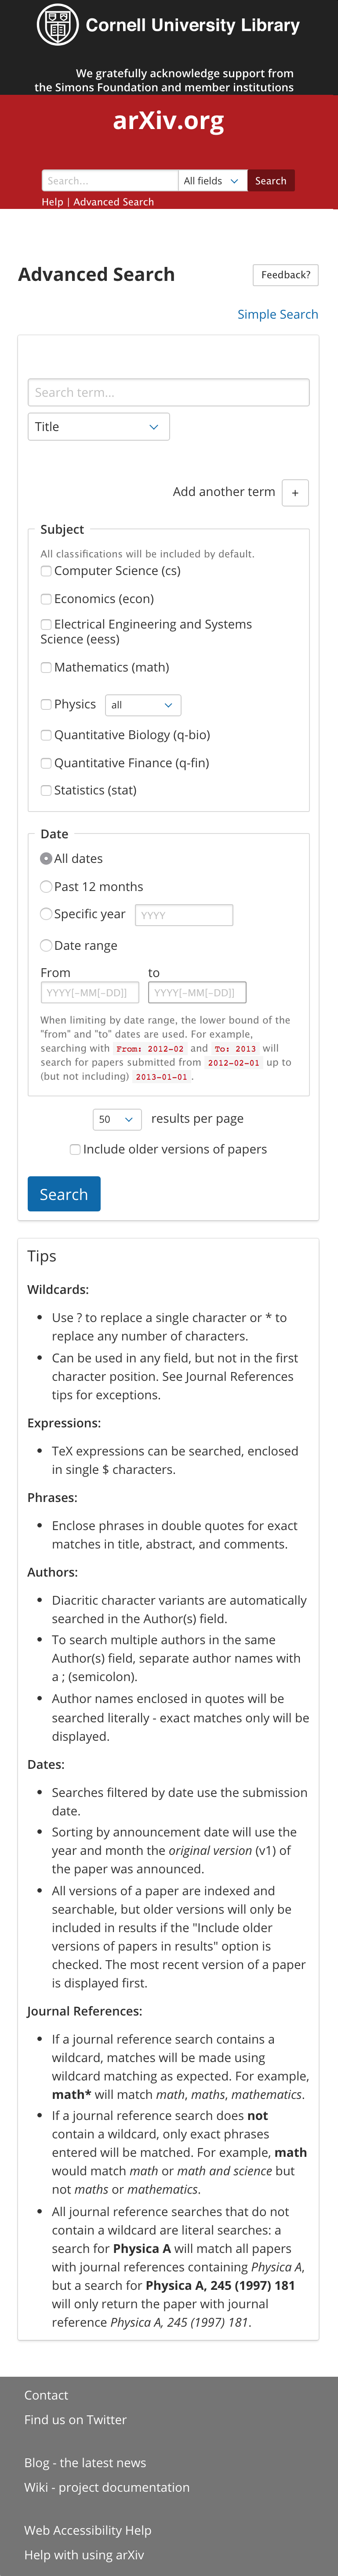 Cornell University Library
We gratefully acknowledge support from
the Simons Foundation and member institutions
arXiv.org
Search...
All fields
Search
Help | Advanced Search
Advanced Search
Feedback?
Simple Search
Search term...
Title
Add another term +
Subject
All classifications will be included by default.
Computer Science (cs)
Economics (econ)
Electrical Engineering and Systems
Science (eess)
Mathematics (math)
Physics all
Quantitative Biology (q-bio)
Quantitative Finance (q-fin)
Statistics (stat)
Date
All dates
Past 12 months
Specific year YYYY
Date range
From to
YYYY[-MM[-DD]] YYYY[-MM[-DD]]
When limiting by date range, the lower bound of the
"from" and "to" dates are used. For example,
searching with From: 2012-02 and To: 2013 will
search for papers submitted from 2012-02-01 up to
(but not including) 2013-01-01 .
50 results per page
Include older versions of papers
Search
Tips
Wildcards:
• Use ? to replace a single character or * to
replace any number of characters.
• Can be used in any field, but not in the first
character position. See Journal References
tips for exceptions.
Expressions:
• TeX expressions can be searched, enclosed
in single $ characters.
Phrases:
• Enclose phrases in double quotes for exact
matches in title, abstract, and comments.
Authors:
• Diacritic character variants are automatically
searched in the Author(s) field.
• To search multiple authors in the same
Author(s) field, separate author names with
a ; (semicolon).
• Author names enclosed in quotes will be
searched literally - exact matches only will be
displayed.
Dates:
• Searches filtered by date use the submission
date.
• Sorting by announcement date will use the
year and month the original version (v1) of
the paper was announced.
• All versions of a paper are indexed and
searchable, but older versions will only be
included in results if the "Include older
versions of papers in results" option is
checked. The most recent version of a paper
is displayed first.
Journal References:
• If a journal reference search contains a
wildcard, matches will be made using
wildcard matching as expected. For example,
math* will match math, maths, mathematics.
• If a journal reference search does not
contain a wildcard, only exact phrases
entered will be matched. For example, math
would match math or math and science but
not maths or mathematics.
• All journal reference searches that do not
contain a wildcard are literal searches: a
search for Physica A will match all papers
with journal references containing Physica A,
but a search for Physica A, 245 (1997) 181
will only return the paper with journal
reference Physica A, 245 (1997) 181.
Contact
Find us on Twitter
Blog - the latest news
Wiki - project documentation
Web Accessibility Help
Help with using arXiv